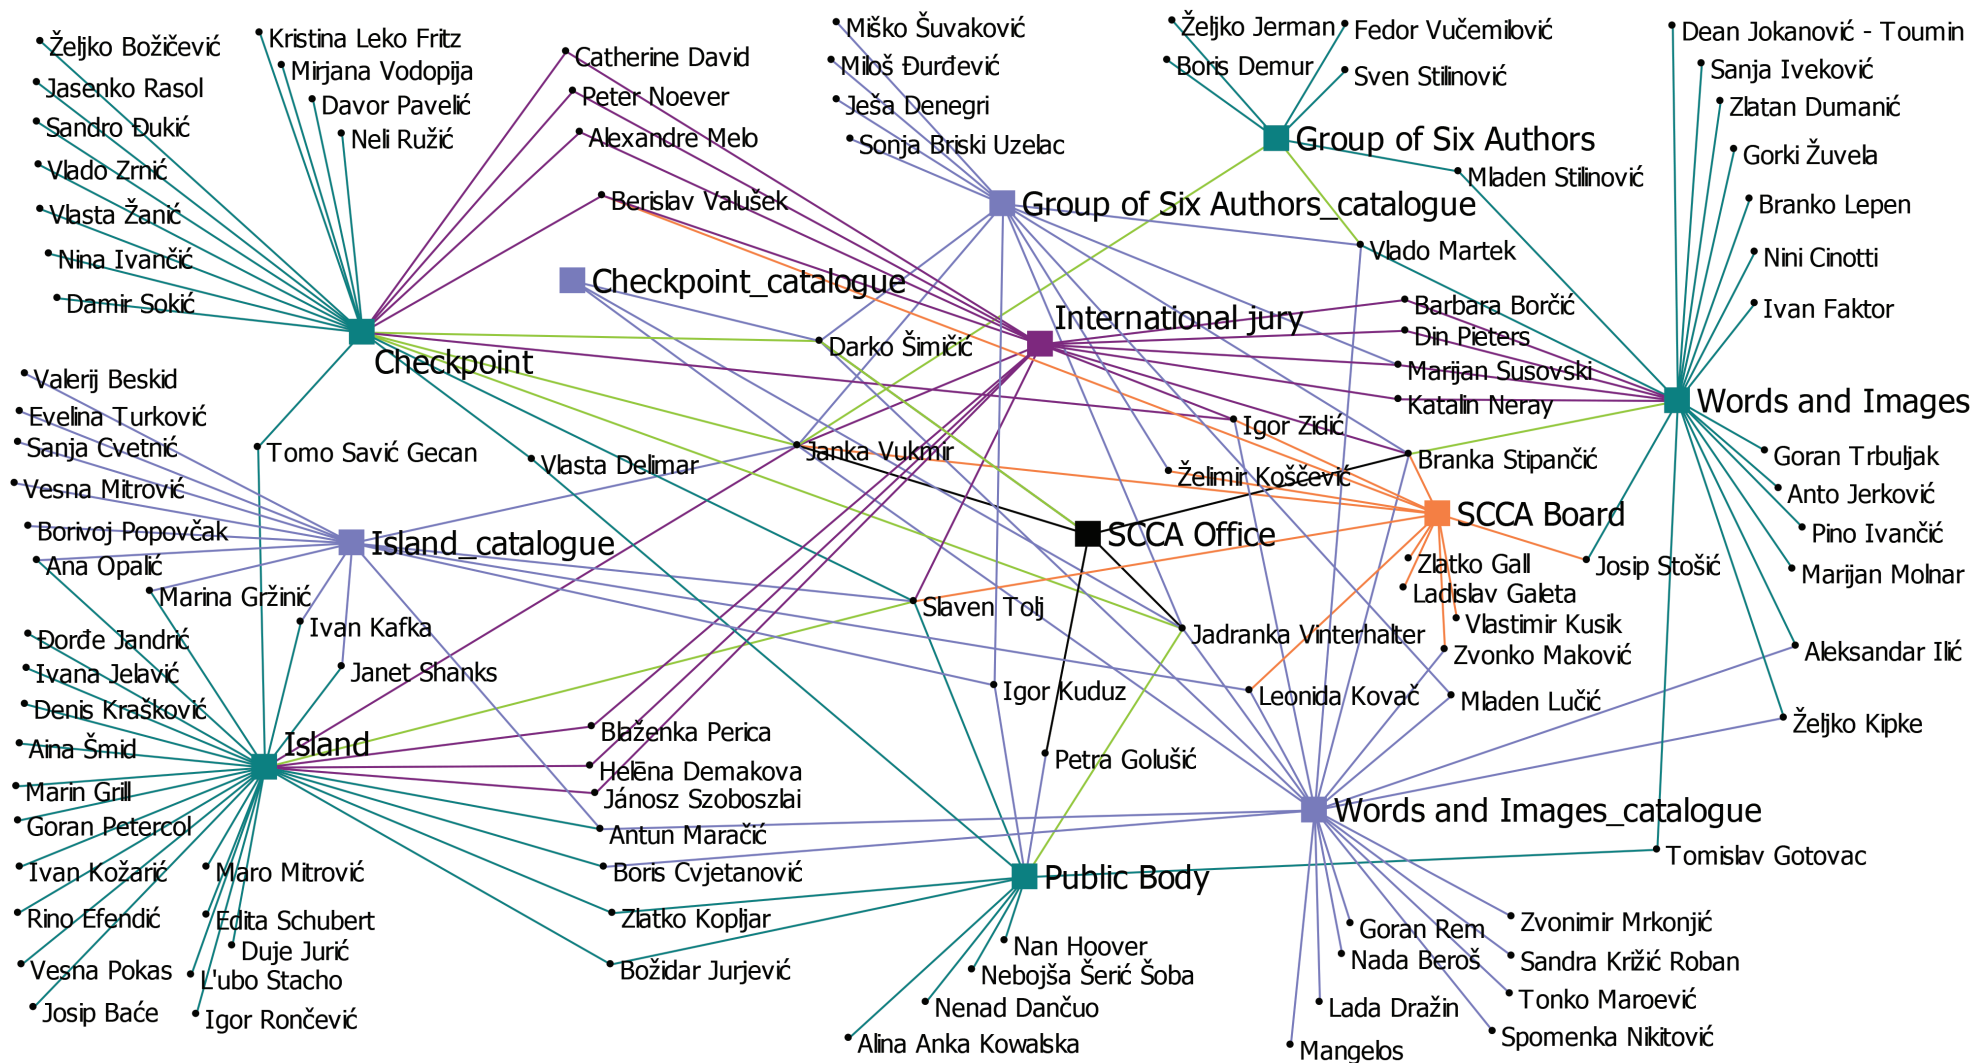 Željko Božičević
Jasenko Rasol
Sandro Đukić
Vlado Zrnić
Vlasta Žanić
Nina Ivančić
Damir Sokić
Kristina Leko Fritz
Mirjana Vodopija
Davor Pavelić
Neli Ružić
Catherine David
Peter Noever
Alexandre Melo
Berislav Valušek
Miško Šuvaković
Miloš Đurđević
Ješa Denegri
Sonja Briski Uzelac
Željko Jerman
Boris Demur
Fedor Vučemilović
Sven Stilinović
Group of Six Authors
Mladen Stilinović
Dean Jokanović - Toumin
Sanja Iveković
Zlatan Dumanić
Gorki Žuvela
Branko Lepen
Nini Cinotti
Ivan Faktor
Group of Six Authors_catalogue
Vlado Martek
Checkpoint_catalogue
International jury
Barbara Borčić
Din Pieters
Marijan Susovski
Katalin Neray
Words and Images
Checkpoint
Darko Šimičić
Valerij Beskid
Evelina Turković
Sanja Cvetnić
Vesna Mitrović
Borivoj Popovčak
Ana Opalić
Marina Gržinić
Tomo Savić Gecan
Vlasta Delimar
Janka Vukmir
Igor Zidić
Želimir Koščević
Branka Stipančić
Goran Trbuljak
Anto Jerković
Pino Ivančić
Marijan Molnar
Island_catalogue
SCCA Office
SCCA Board
Zlatko Gall
Ladislav Galeta
Vlastimir Kusik
Zvonko Maković
Josip Stošić
Ivan Kafka
Janet Shanks
Slaven Tolj
Jadranka Vinterhalter
Igor Kuduz
Leonida Kovač
Mladen Lučić
Aleksandar Ilić
Željko Kipke
Đorđe Jandrić
Ivana Jelavić
Denis Krašković
Aina Šmid
Marin Grill
Goran Petercol
Ivan Kožarić
Rino Efendić
Vesna Pokas
Josip Baće
Island
Blaženka Perica
Helēna Demakova
Jánosz Szoboszlai
Antun Maračić
Boris Cvjetanović
Zlatko Kopljar
Božidar Jurjević
Petra Golušić
Words and Images_catalogue
Tomislav Gotovac
Maro Mitrović
Edita Schubert
Duje Jurić
L'ubo Stacho
Igor Rončević
Public Body
Nan Hoover
Nebojša Šerić Šoba
Nenad Dančuo
Alina Anka Kowalska
Goran Rem
Nada Beroš
Lada Dražin
Mangelos
Zvonimir Mrkonjić
Sandra Križić Roban
Tonko Maroević
Spomenka Nikitović